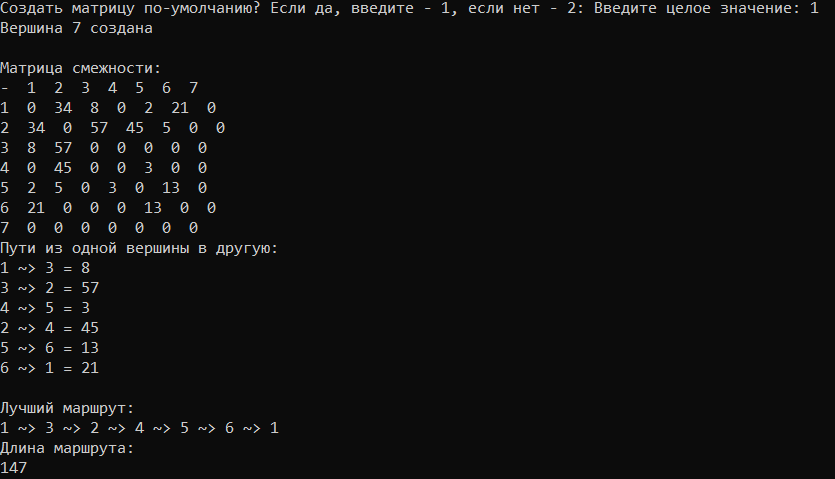 Создать матрицу по-умолчанию? Если да, введите - 1, если нет - 2: Введите целое значение: 1
Вершина 7 создана
Матрица смежности:
-  1  2  3  4  5  6  7
1  0  34  8  0  2  21  0
2  34  0  57  45  5  0  0
3  8  57  0  0  0  0  0
4  0  45  0  0  3  0  0
5  2  5  0  3  0  13  0
6  21  0  0  0  13  0  0
7  0  0  0  0  0  0  0
Пути из одной вершины в другую:
1 ~> 3 = 8
3 ~> 2 = 57
4 ~> 5 = 3
2 ~> 4 = 45
5 ~> 6 = 13
6 ~> 1 = 21
Лучший маршрут:
1 ~> 3 ~> 2 ~> 4 ~> 5 ~> 6 ~> 1
Длина маршрута:
147